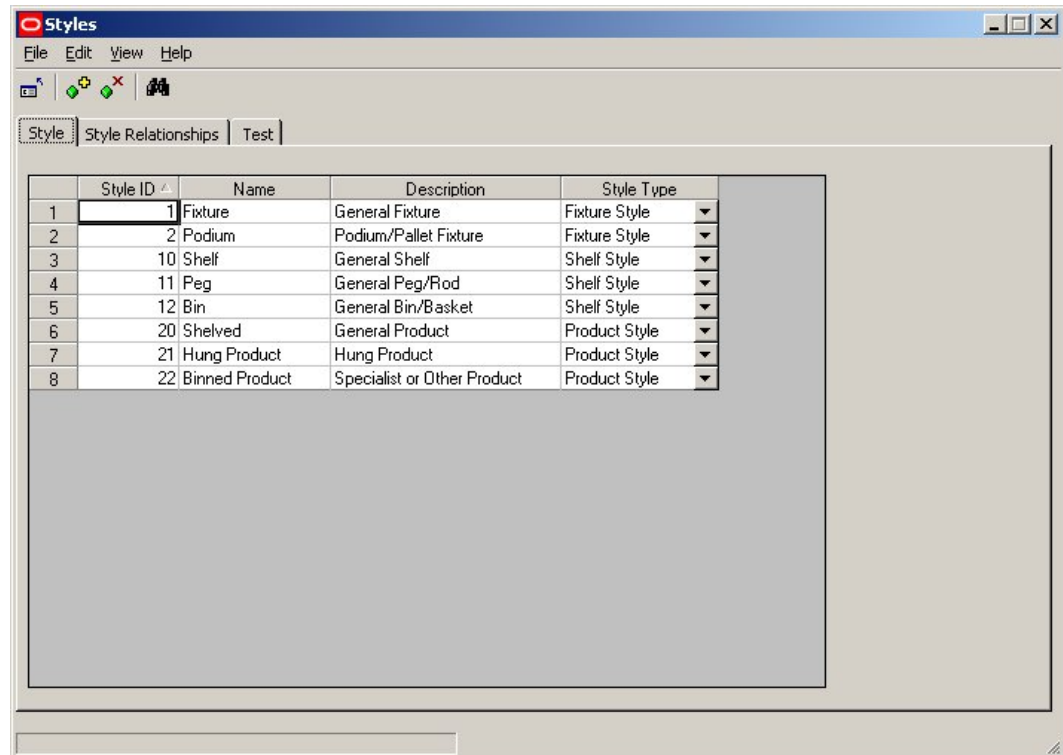 Styles
File Edit View Help
Style Style Relationships Test
Style ID Name Description Style Type
1 1 Fixture General Fixture Fixture Style
2 2 Podium Podium/Pallet Fixture Fixture Style
3 10 Shelf General Shelf Shelf Style
4 11 Peg General Peg/Rod Shelf Style
5 12 Bin General Bin/Basket Shelf Style
6 20 Shelved General Product Product Style
7 21 Hung Product Hung Product Product Style
8 22 Binned Product Specialist or Other Product Product Style